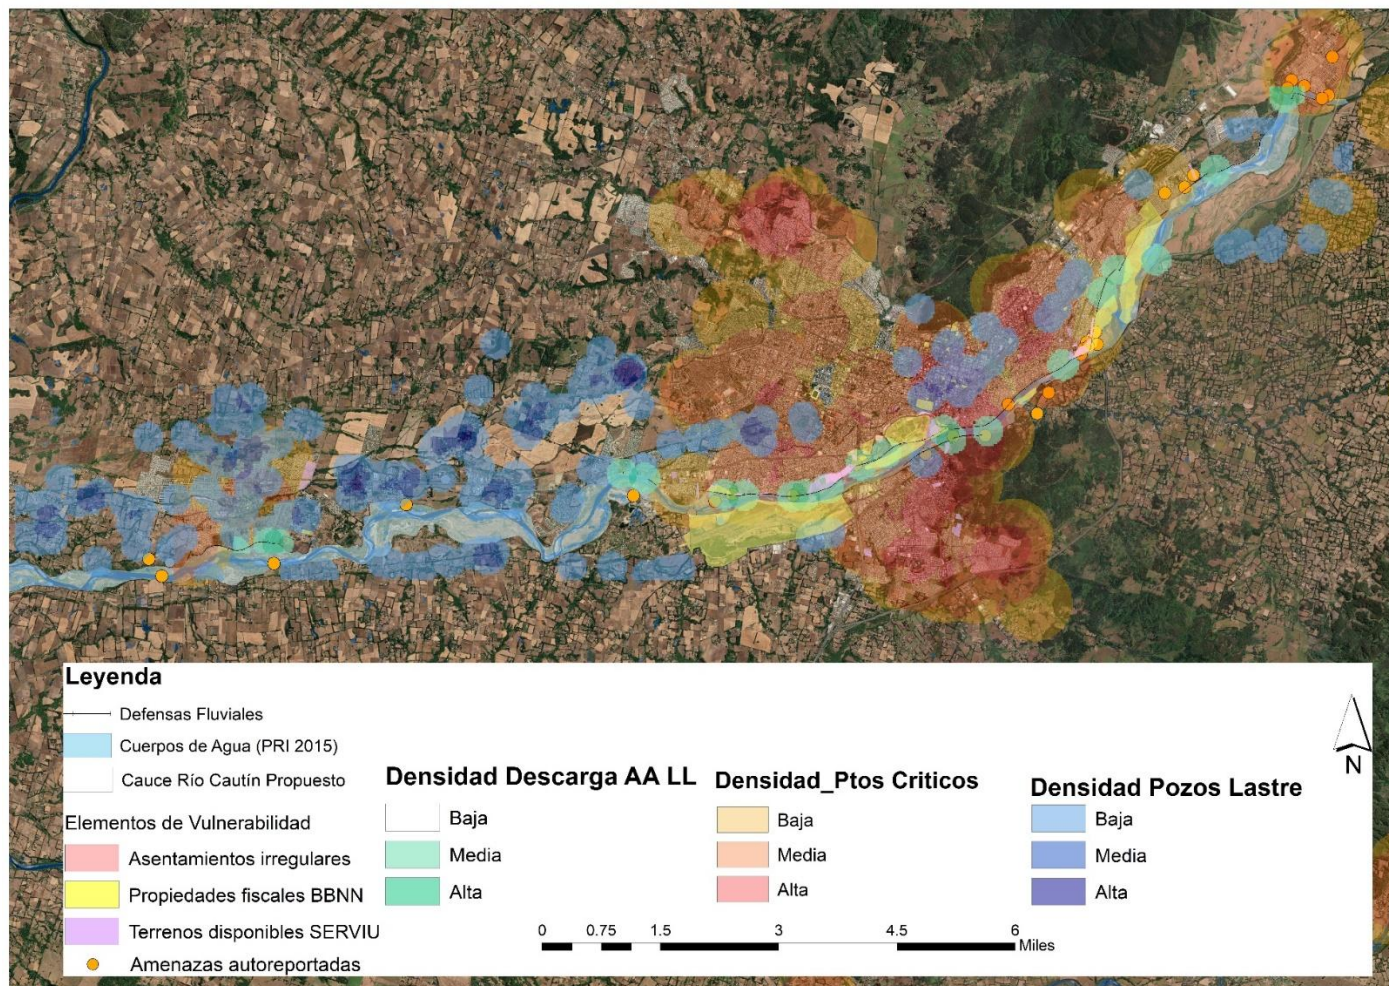 Leyenda
Defensas Fluviales
Cuerpos de Agua (PRI 2015)
Cauce Río Cautín Propuesto
Elementos de Vulnerabilidad
Asentamientos irregulares
Propiedades fiscales BBNN
Terrenos disponibles SERVIU
Amenazas autoreportadas
Densidad Descarga AA LL
Baja
Media
Alta
Densidad_Ptos Criticos
Baja
Media
Alta
Densidad Pozos Lastre
Baja
Media
Alta
0 0.75 1.5 3 4.5 6
Miles
N